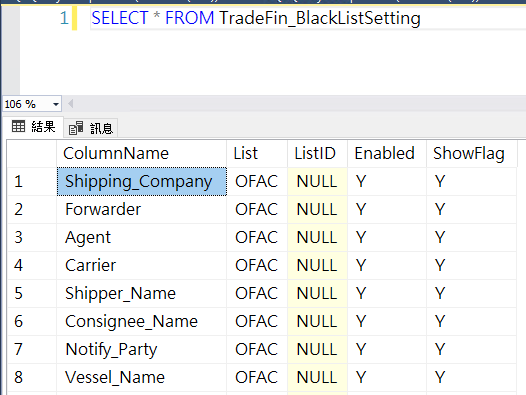 1 SELECT * FROM TradeFin_BlackListSetting
106 %
結果 訊息
ColumnName List ListID Enabled ShowFlag
1 Shipping_Company OFAC NULL Y Y
2 Forwarder OFAC NULL Y Y
3 Agent OFAC NULL Y Y
4 Carrier OFAC NULL Y Y
5 Shipper_Name OFAC NULL Y Y
6 Consignee_Name OFAC NULL Y Y
7 Notify_Party OFAC NULL Y Y
8 Vessel_Name OFAC NULL Y Y